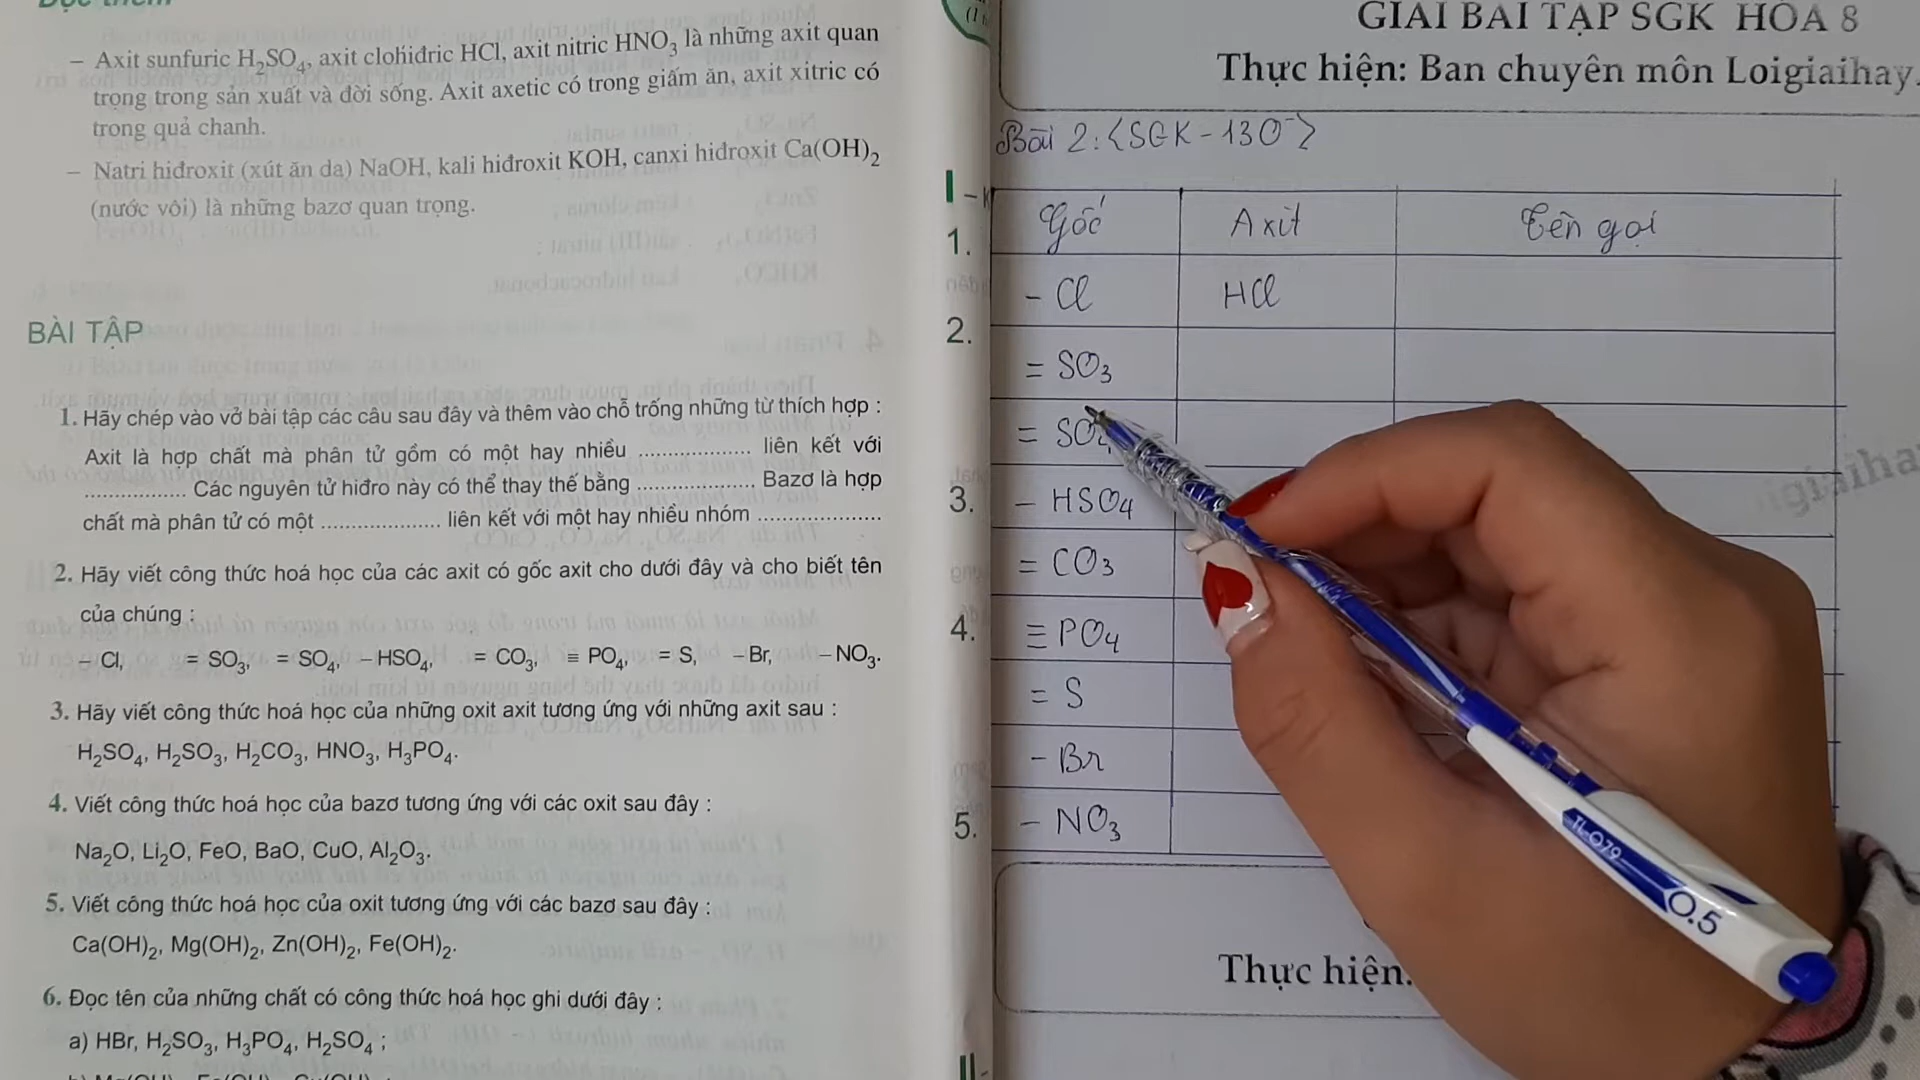 Đọc thêm
– Axit sunfuric H₂SO₄, axit clohiđric HCl, axit nitric HNO₃ là những axit quan
trọng trong sản xuất và đời sống. Axit axetic có trong giấm ăn, axit xitric có
trong quả chanh.
– Natri hiđroxit (xút ăn da) NaOH, kali hiđroxit KOH, canxi hiđroxit Ca(OH)₂
(nước vôi) là những bazơ quan trọng.
BÀI TẬP
1. Hãy chép vào vở bài tập các câu sau đây và thêm vào chỗ trống những từ thích hợp :
Axit là hợp chất mà phân tử gồm có một hay nhiều .................. liên kết với
................. Các nguyên tử hiđro này có thể thay thế bằng .................... Bazơ là hợp
chất mà phân tử có một .................... liên kết với một hay nhiều nhóm .....................
2. Hãy viết công thức hoá học của các axit có gốc axit cho dưới đây và cho biết tên
của chúng :
– Cl, = SO₃, = SO₄, – HSO₄, = CO₃, ≡ PO₄, = S, –Br, – NO₃.
3. Hãy viết công thức hoá học của những oxit axit tương ứng với những axit sau :
H₂SO₄, H₂SO₃, H₂CO₃, HNO₃, H₃PO₄.
4. Viết công thức hoá học của bazơ tương ứng với các oxit sau đây :
Na₂O, Li₂O, FeO, BaO, CuO, Al₂O₃.
5. Viết công thức hoá học của oxit tương ứng với các bazơ sau đây :
Ca(OH)₂, Mg(OH)₂, Zn(OH)₂, Fe(OH)₂.
6. Đọc tên của những chất có công thức hoá học ghi dưới đây :
a) HBr, H₂SO₃, H₃PO₄, H₂SO₄ ;
GIẢI BÀI TẬP SGK HÓA 8
Thực hiện: Ban chuyên môn Loigiaihay.
Bài 2: <SGK - 130>
Gốc Axit Tên gọi
- Cl HCl
= SO₃
= SO
- HSO₄
= CO₃
≡ PO₄
= S
- Br
- NO₃
I
1.
2.
3.
4.
5.
II
Thực hiện:
TL-079
0.5